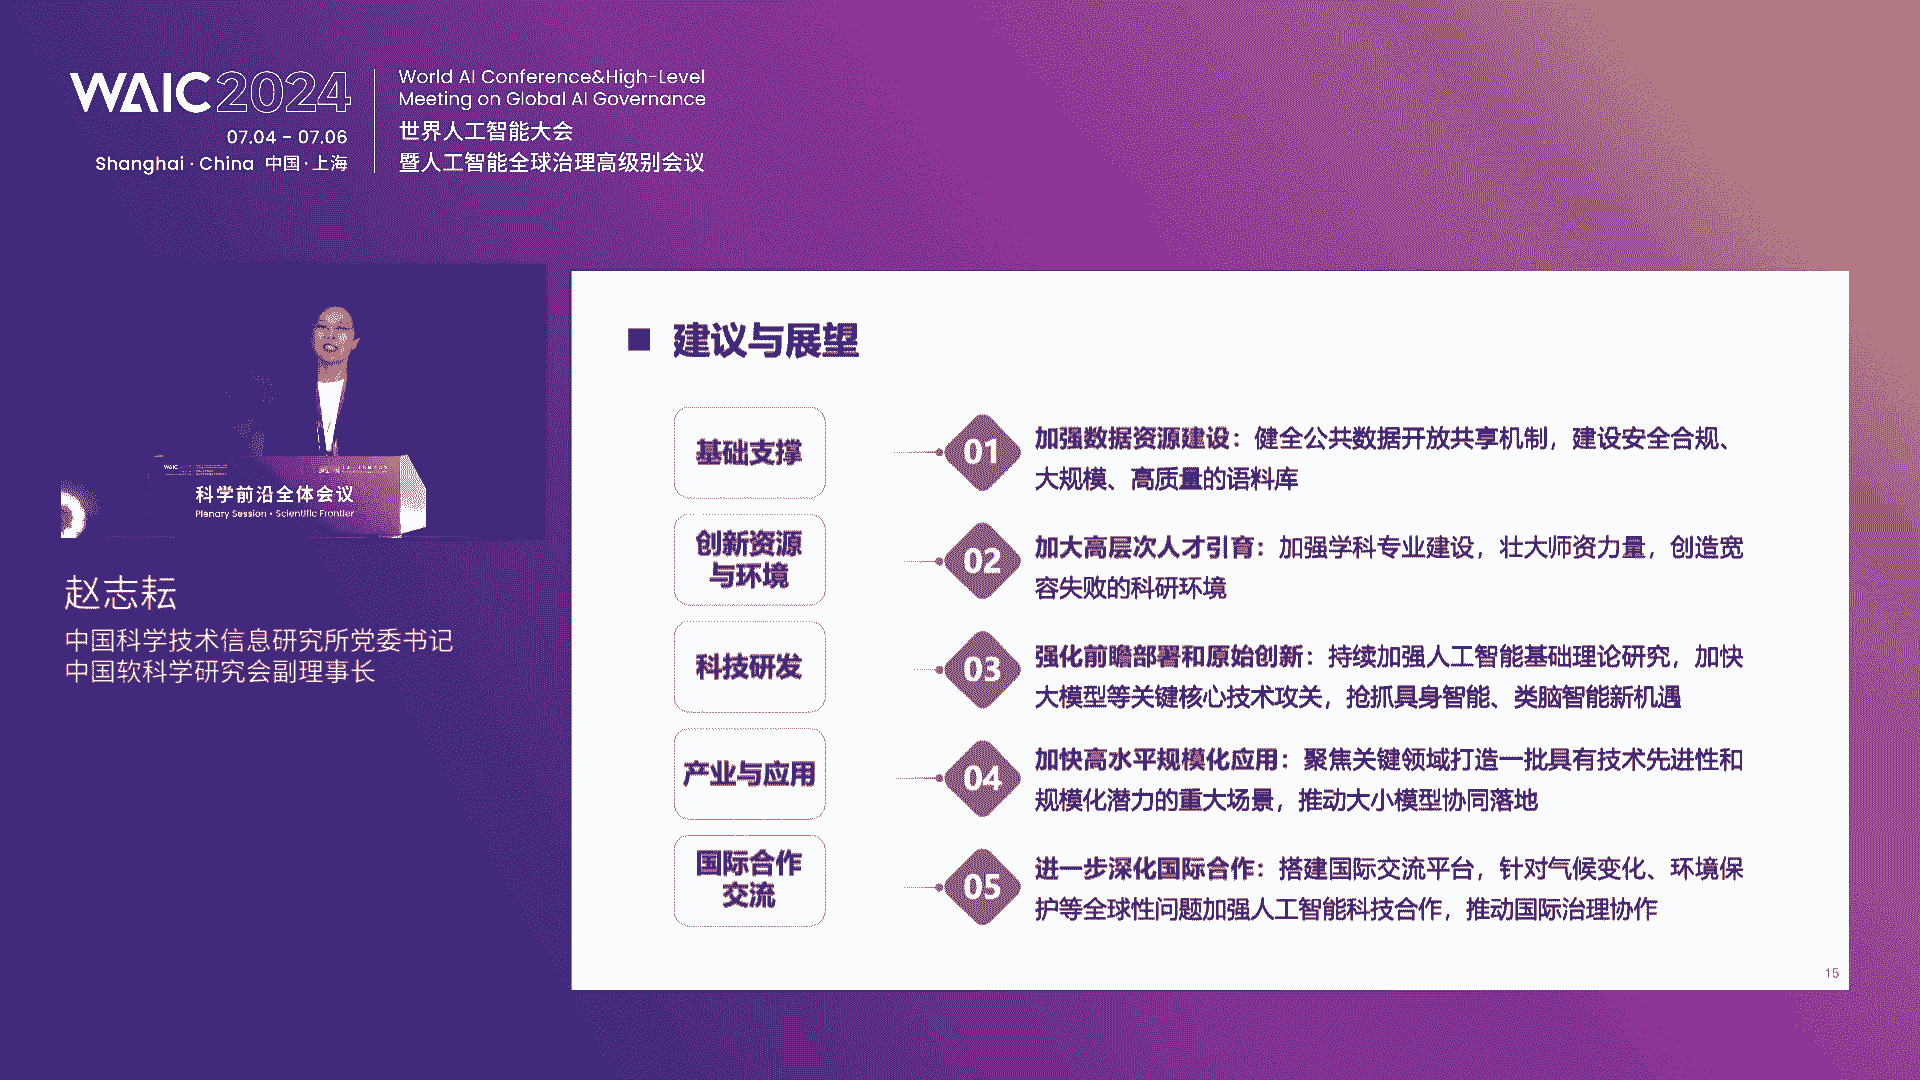 WAIC 2024
07.04 - 07.06
Shanghai · China 中国·上海
World AI Conference&High-Level
Meeting on Global AI Governance
世界人工智能大会
暨人工智能全球治理高级别会议
WAIC
科学前沿全体会议
Plenary Session • Scientific Frontier
赵志耘
中国科学技术信息研究所党委书记
中国软科学研究会副理事长
建议与展望
基础支撑
01
加强数据资源建设：健全公共数据开放共享机制，建设安全合规、
大规模、高质量的语料库
创新资源
与环境
02
加大高层次人才引育：加强学科专业建设，壮大师资力量，创造宽
容失败的科研环境
科技研发
03
强化前瞻部署和原始创新：持续加强人工智能基础理论研究，加快
大模型等关键核心技术攻关，抢抓具身智能、类脑智能新机遇
产业与应用
04
加快高水平规模化应用：聚焦关键领域打造一批具有技术先进性和
规模化潜力的重大场景，推动大小模型协同落地
国际合作
交流
05
进一步深化国际合作：搭建国际交流平台，针对气候变化、环境保
护等全球性问题加强人工智能科技合作，推动国际治理协作
15